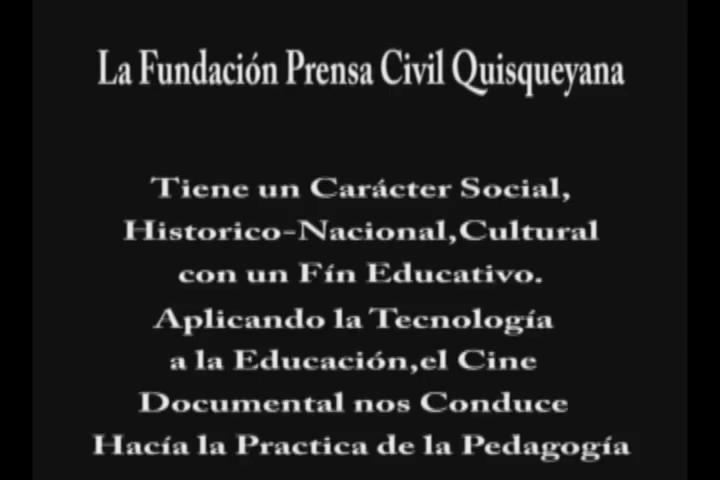 La Fundación Prensa Civil Quisqueyana
Tiene un Carácter Social,
Historico-Nacional,Cultural
con un Fín Educativo.
Aplicando la Tecnología
a la Educación,el Cine
Documental nos Conduce
Hacía la Practica de la Pedagogía